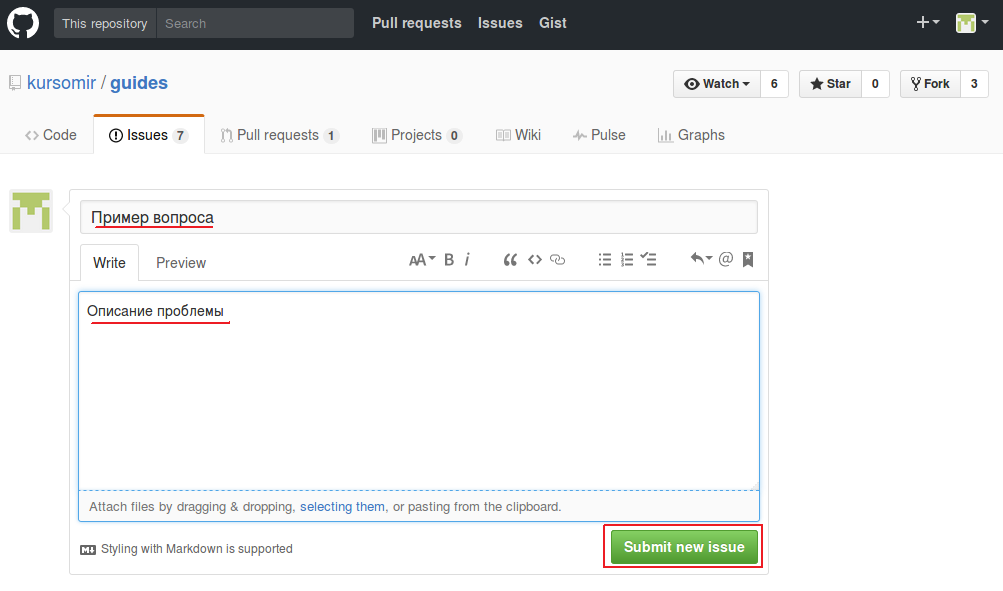 This repository Search Pull requests Issues Gist
kursomir / guides Watch 6 Star 0 Fork 3
Code Issues 7 Pull requests 1 Projects 0 Wiki Pulse Graphs
Пример вопроса
Write Preview AA B i @
Описание проблемы
Attach files by dragging & dropping, selecting them, or pasting from the clipboard.
Styling with Markdown is supported Submit new issue